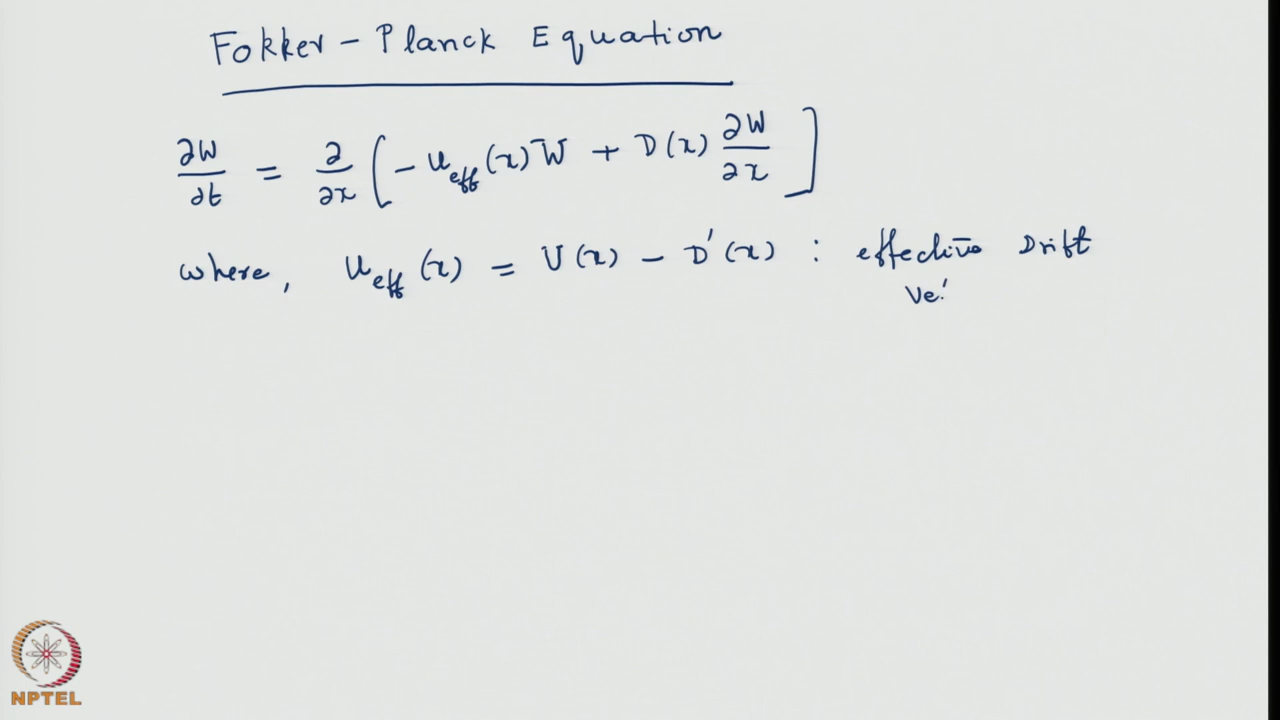 Fokker - Planck Equation
∂W/∂t = ∂/∂x [ - u_eff (x) W + D(x) ∂W/∂x ]
where, u_eff (x) = U(x) - D'(x) : effective Drift
Ve
NPTEL